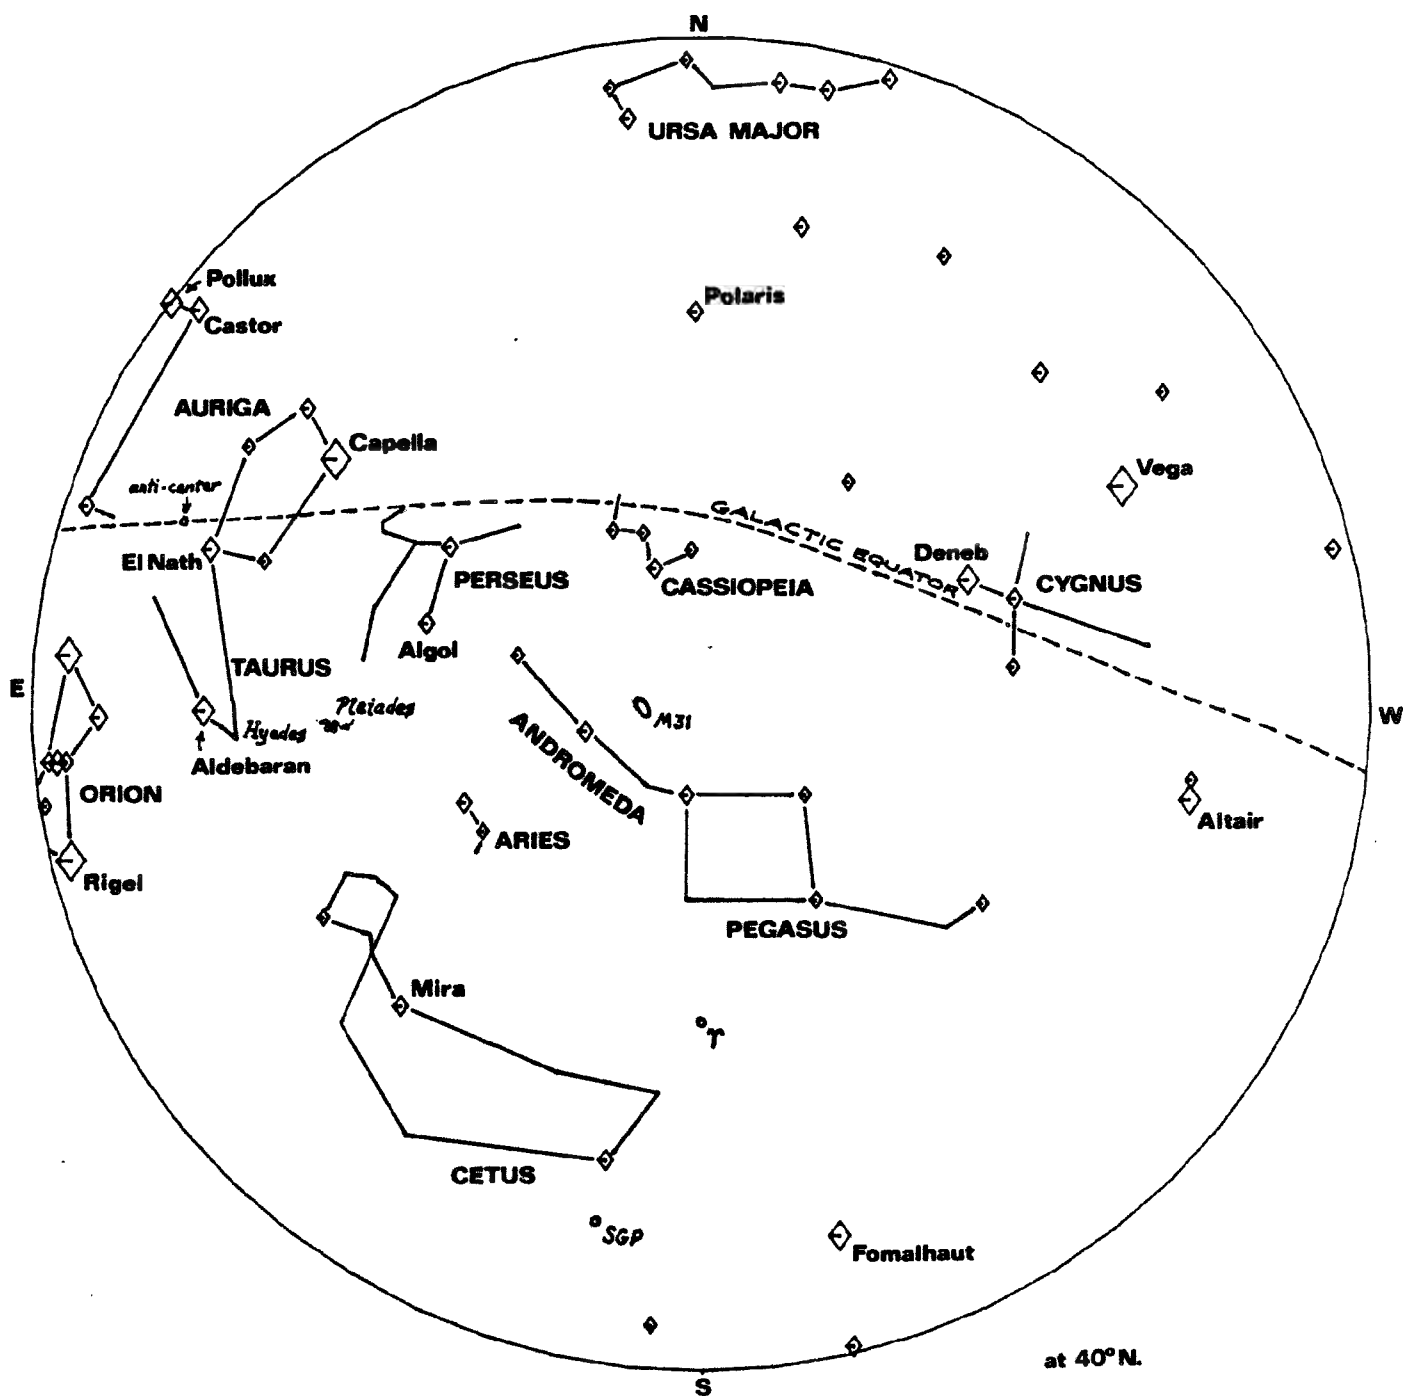 N
URSA MAJOR
Pollux
Castor
Polaris
AURIGA
Capella
anti-center
Vega
GALACTIC EQUATOR
Deneb
El Nath
PERSEUS
CASSIOPEIA
CYGNUS
Algol
TAURUS
E
Pleiades
M31
W
Hyades
ANDROMEDA
Aldebaran
ORION
Altair
ARIES
Rigel
PEGASUS
Mira
♈
CETUS
SGP
Fomalhaut
at 40° N.
S